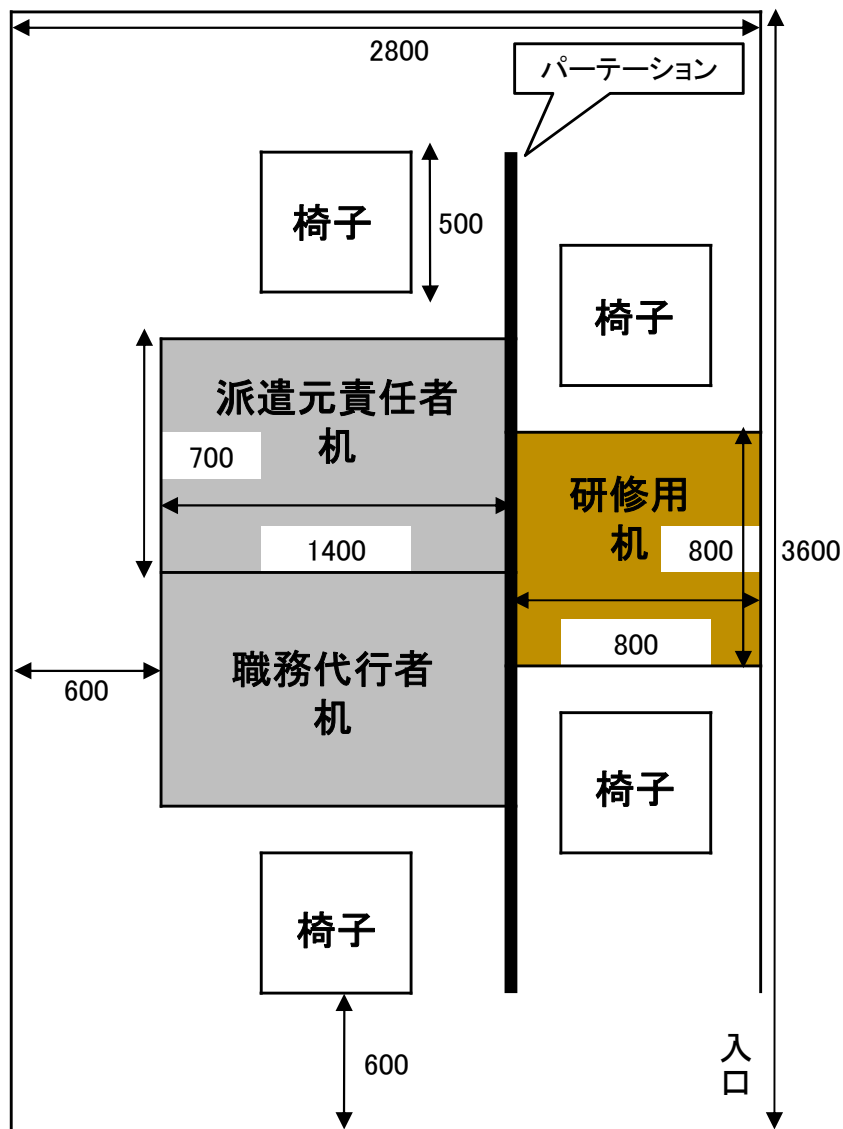 2800
パーテーション
椅子
500
椅子
派遣元責任者
机
700
研修用
机
1400
800
3600
800
職務代行者
机
600
椅子
椅子
600
入
口